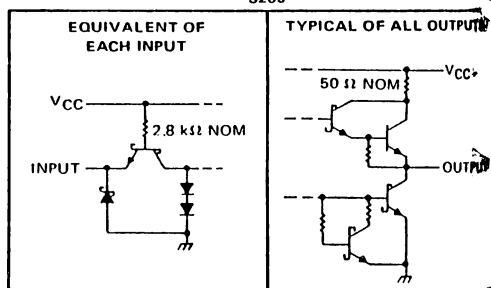 EQUIVALENT OF
EACH INPUT
VCC
2.8 kΩ NOM
INPUT
TYPICAL OF ALL OUTPUTS
VCC
50 Ω NOM
OUTPUT